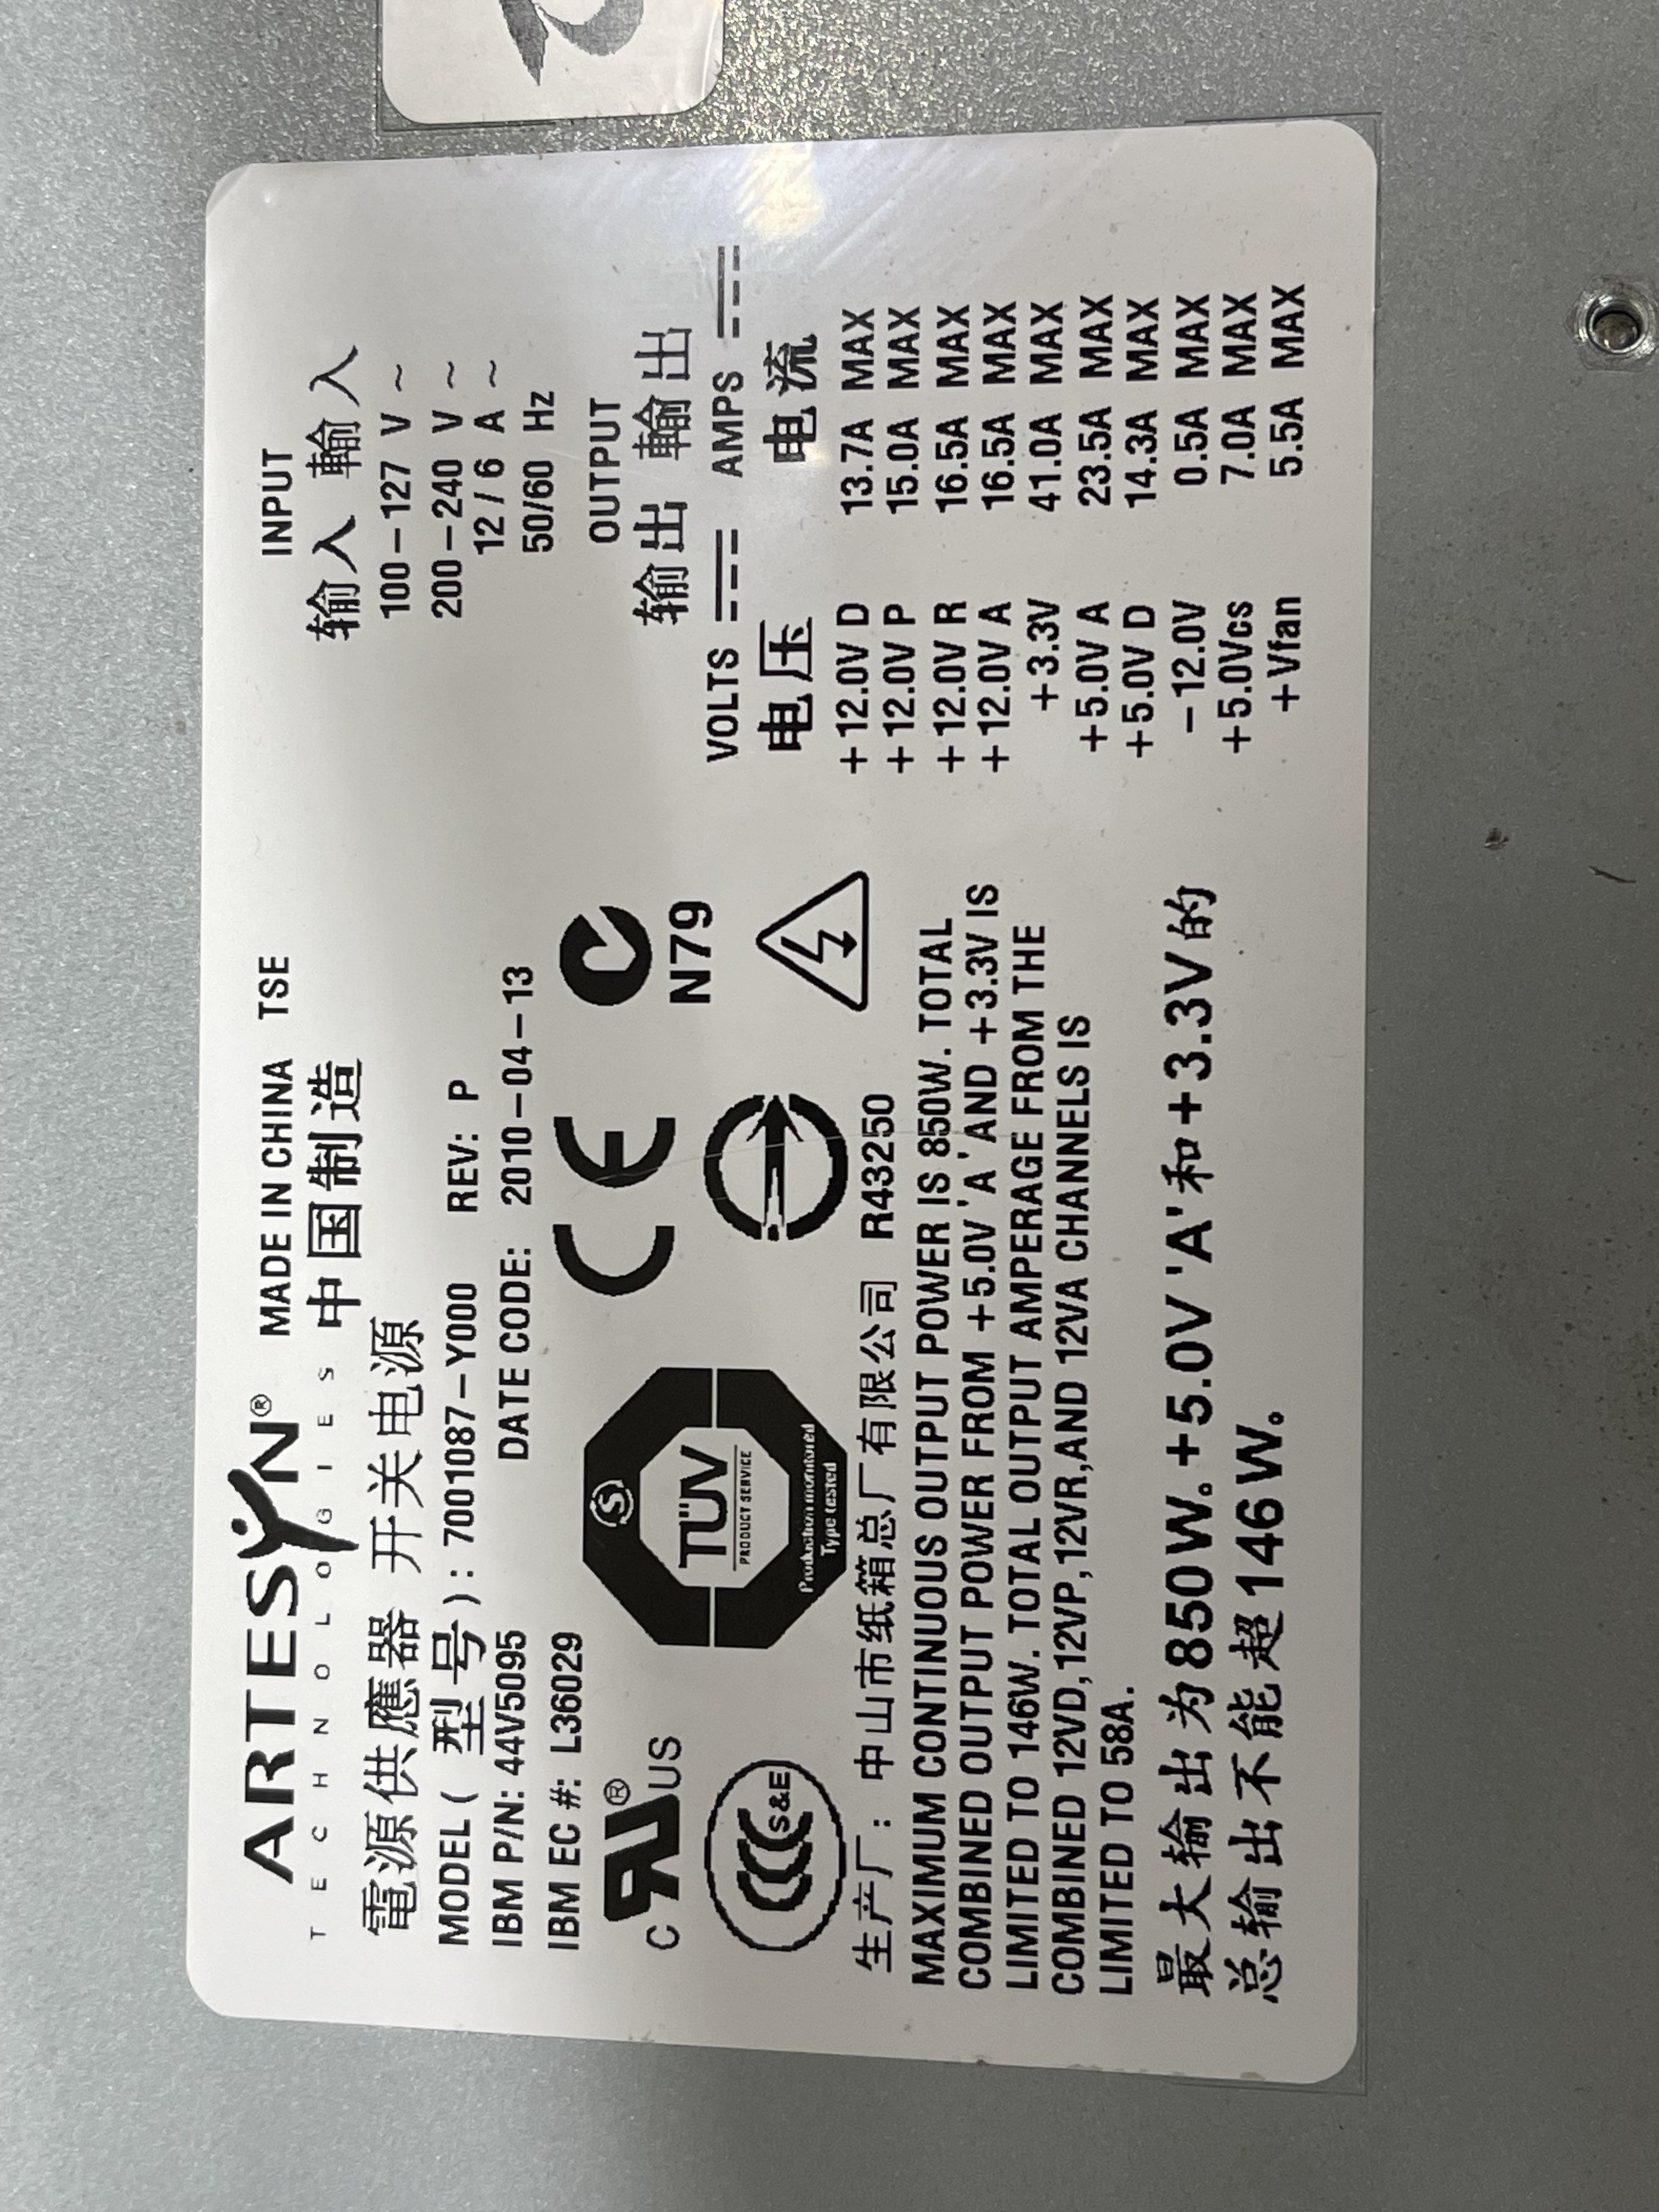 ARTESYN® MADE IN CHINA TSE
TECHNOLOGIES 中国制造
電源供應器 开关电源
MODEL ( 型号 ) : 7001087-Y000 REV: P
IBM P/N: 44V5095 DATE CODE: 2010-04-13
IBM EC #: L36029
C UR® US
S
TÜV
PRODUCT SERVICE
Production monitored
Type tested
CE
N79
CCC S&E
生产厂: 中山市纸箱总厂有限公司 R43250
MAXIMUM CONTINUOUS OUTPUT POWER IS 850W. TOTAL
COMBINED OUTPUT POWER FROM +5.0V 'A' AND +3.3V IS
LIMITED TO 146W. TOTAL OUTPUT AMPERAGE FROM THE
COMBINED 12VD,12VP,12VR,AND 12VA CHANNELS IS
LIMITED TO 58A.
最大输出为850W。+5.0V 'A'和+3.3V的
总输出不能超146W。
INPUT
输入 輸入
100-127 V ~
200-240 V ~
12 / 6 A ~
50/60 Hz
OUTPUT
输出 輸出
VOLTS ⎓ AMPS ⎓
电压 电流
+12.0V D 13.7A MAX
+12.0V P 15.0A MAX
+12.0V R 16.5A MAX
+12.0V A 16.5A MAX
+3.3V 41.0A MAX
+5.0V A 23.5A MAX
+5.0V D 14.3A MAX
-12.0V 0.5A MAX
+5.0Vcs 7.0A MAX
+Vfan 5.5A MAX